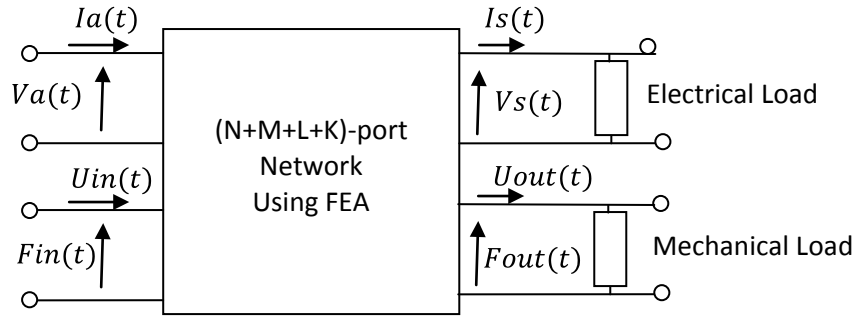 Ia(t)
Is(t)
Va(t)
Vs(t)
Electrical Load
(N+M+L+K)-port
Network
Using FEA
Uin(t)
Uout(t)
Fin(t)
Fout(t)
Mechanical Load